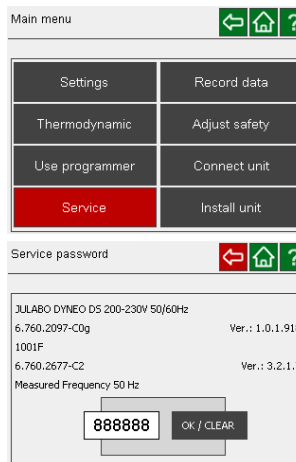 Main menu
?
Settings
Record data
Thermodynamic
Adjust safety
Use programmer
Connect unit
Service
Install unit
Service password
?
JULABO DYNEO DS 200-230V 50/60Hz
6.760.2097-C0g
Ver.: 1.0.1.918
1001F
6.760.2677-C2
Ver.: 3.2.1.
Measured Frequency 50 Hz
888888
OK / CLEAR